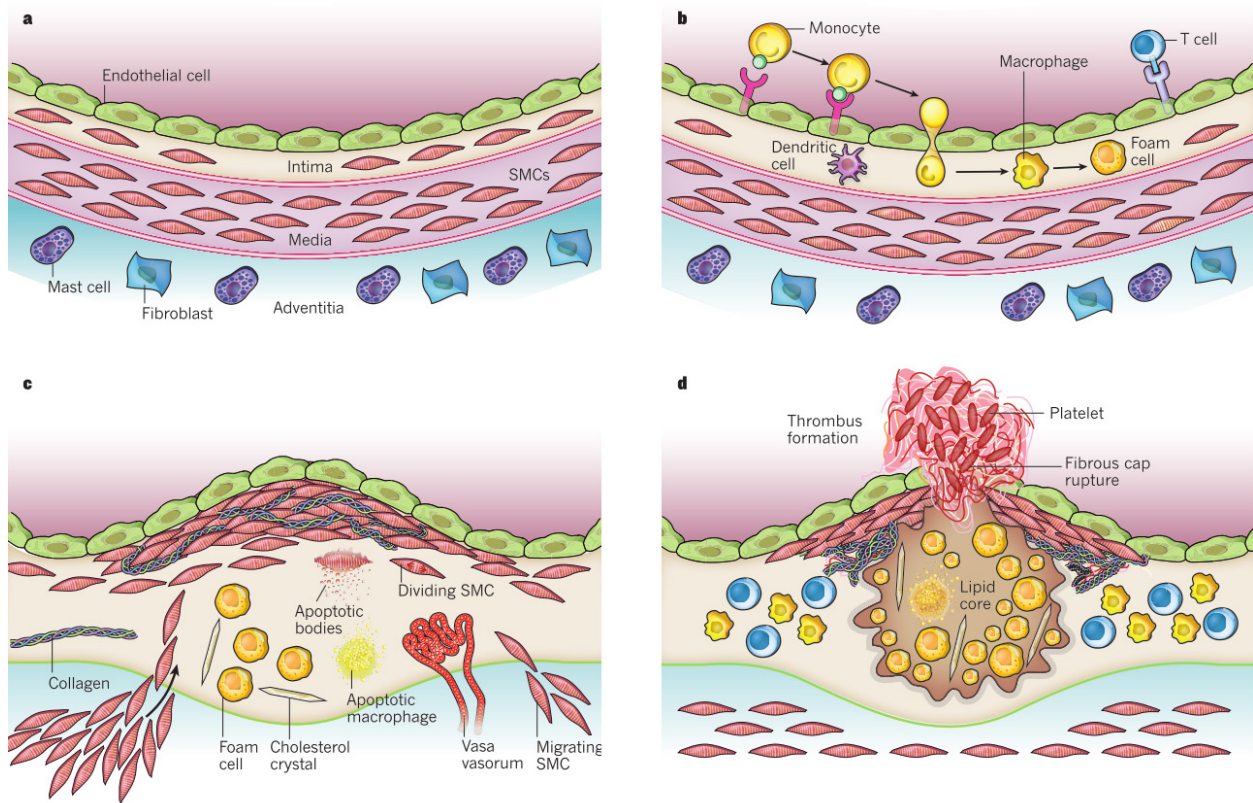 a
Endothelial cell
Intima
SMCs
Media
Mast cell
Fibroblast
Adventitia
b
Monocyte
T cell
Macrophage
Dendritic
cell
Foam
cell
c
Dividing SMC
Apoptotic
bodies
Collagen
Apoptotic
macrophage
Foam
cell
Cholesterol
crystal
Vasa
vasorum
Migrating
SMC
d
Thrombus
formation
Platelet
Fibrous cap
rupture
Lipid
core